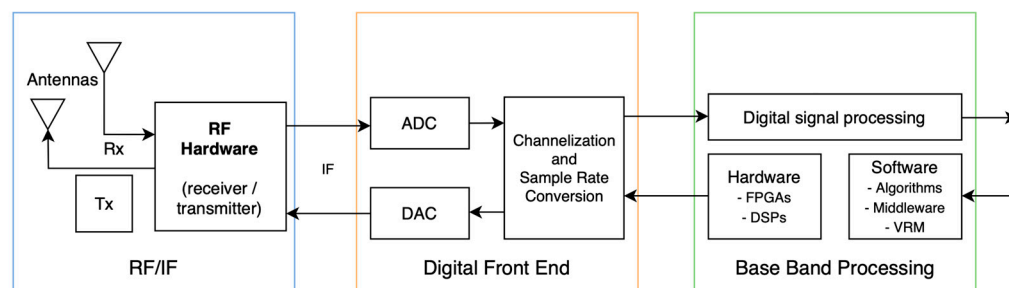 Antennas
Rx
Tx
RF
Hardware
(receiver /
transmitter)
RF/IF
IF
ADC
DAC
Channelization
and
Sample Rate
Conversion
Digital Front End
Digital signal processing
Hardware
- FPGAs
- DSPs
Software
- Algorithms
- Middleware
- VRM
Base Band Processing